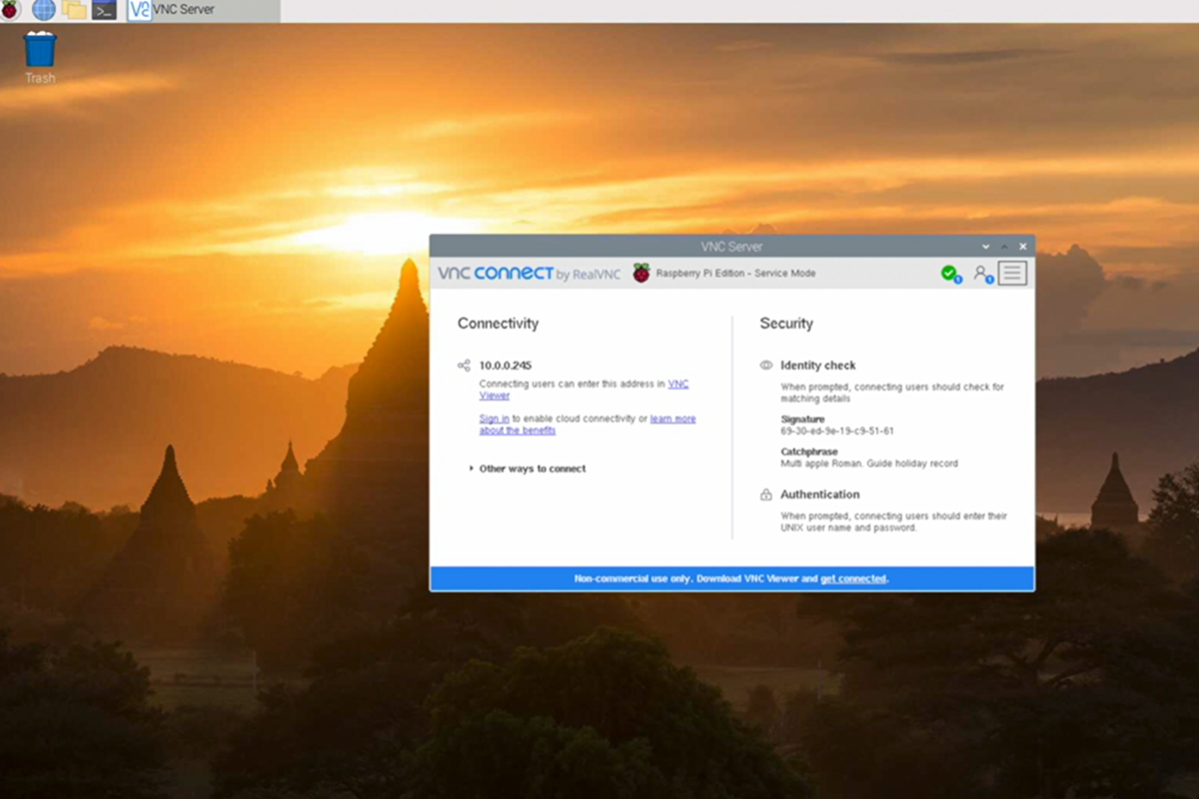 VNC Server
Trash
VNC Server
VNC CONNECT by RealVNC Raspberry Pi Edition - Service Mode
Connectivity
10.0.0.245
Connecting users can enter this address in VNC
Viewer
Sign in to enable cloud connectivity or learn more
about the benefits
Other ways to connect
Security
Identity check
When prompted, connecting users should check for
matching details
Signature
69-30-ed-9e-19-c9-51-61
Catchphrase
Multi apple Roman. Guide holiday record
Authentication
When prompted, connecting users should enter their
UNIX user name and password.
Non-commercial use only. Download VNC Viewer and get connected.